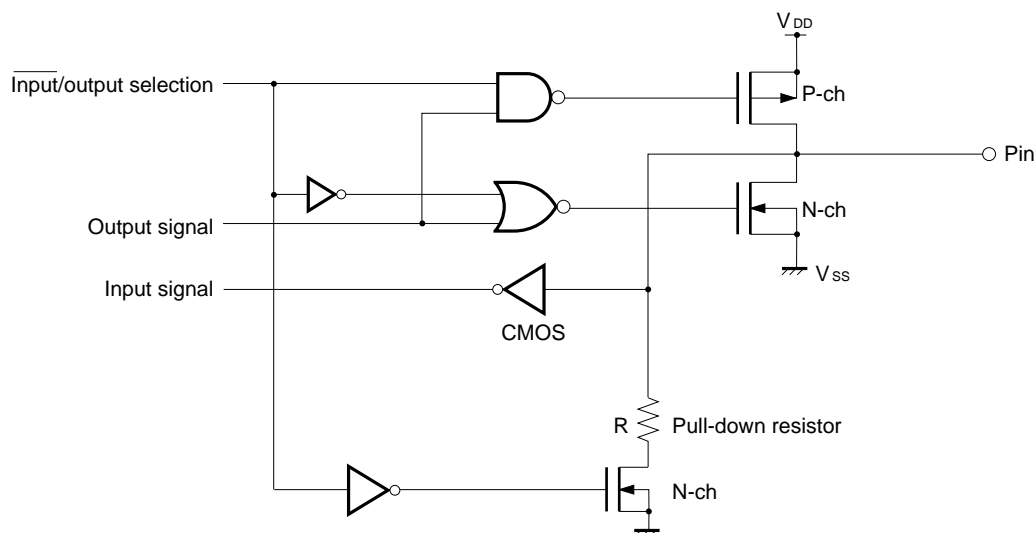 VDD
Input/output selection
P-ch
Pin
N-ch
Output signal
VSS
Input signal
CMOS
R Pull-down resistor
N-ch